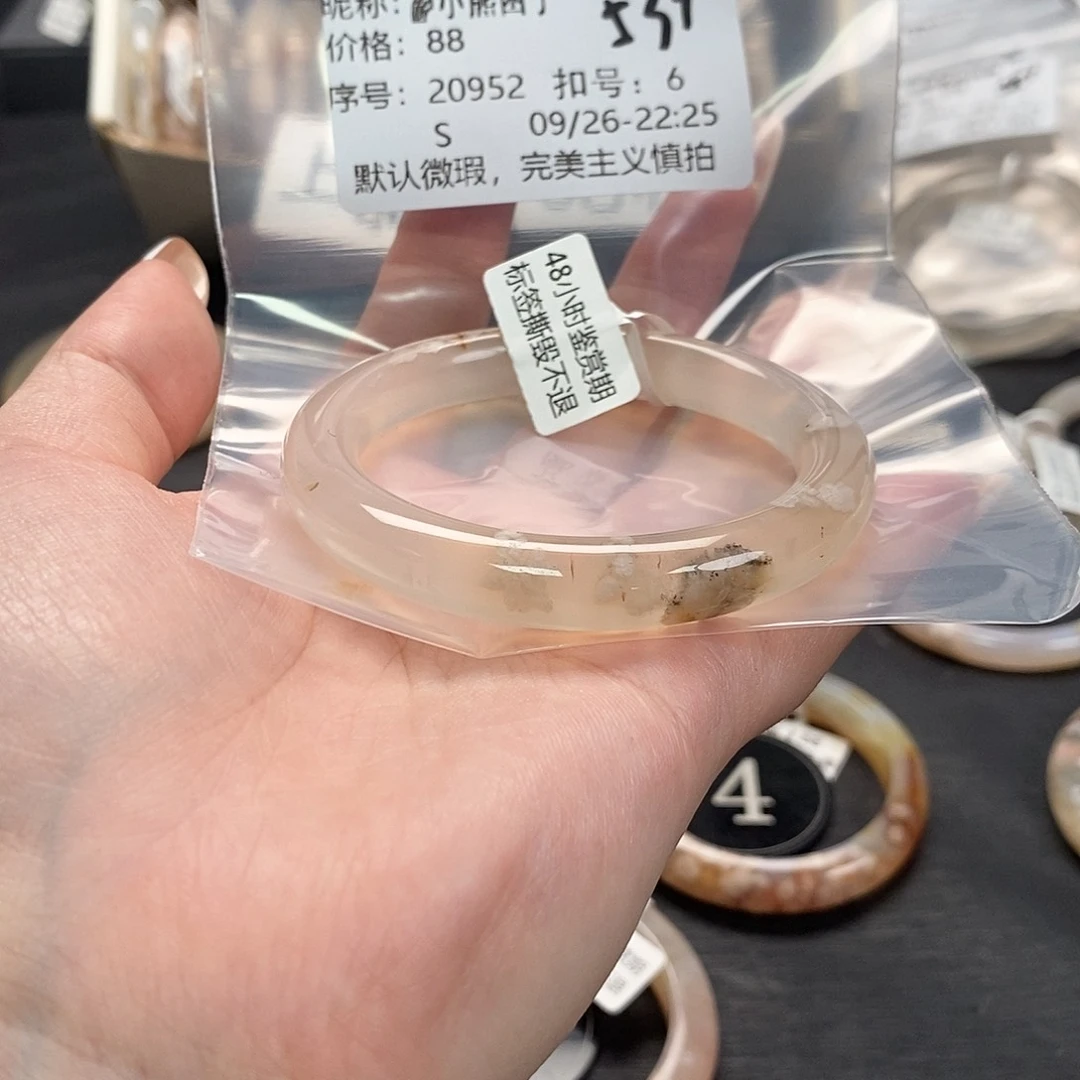 价格：88
序号：20952 扣号：6
S 09/26-22:25
默认微瑕，完美主义慎拍
48小时鉴赏期
标签撕毁不退
4